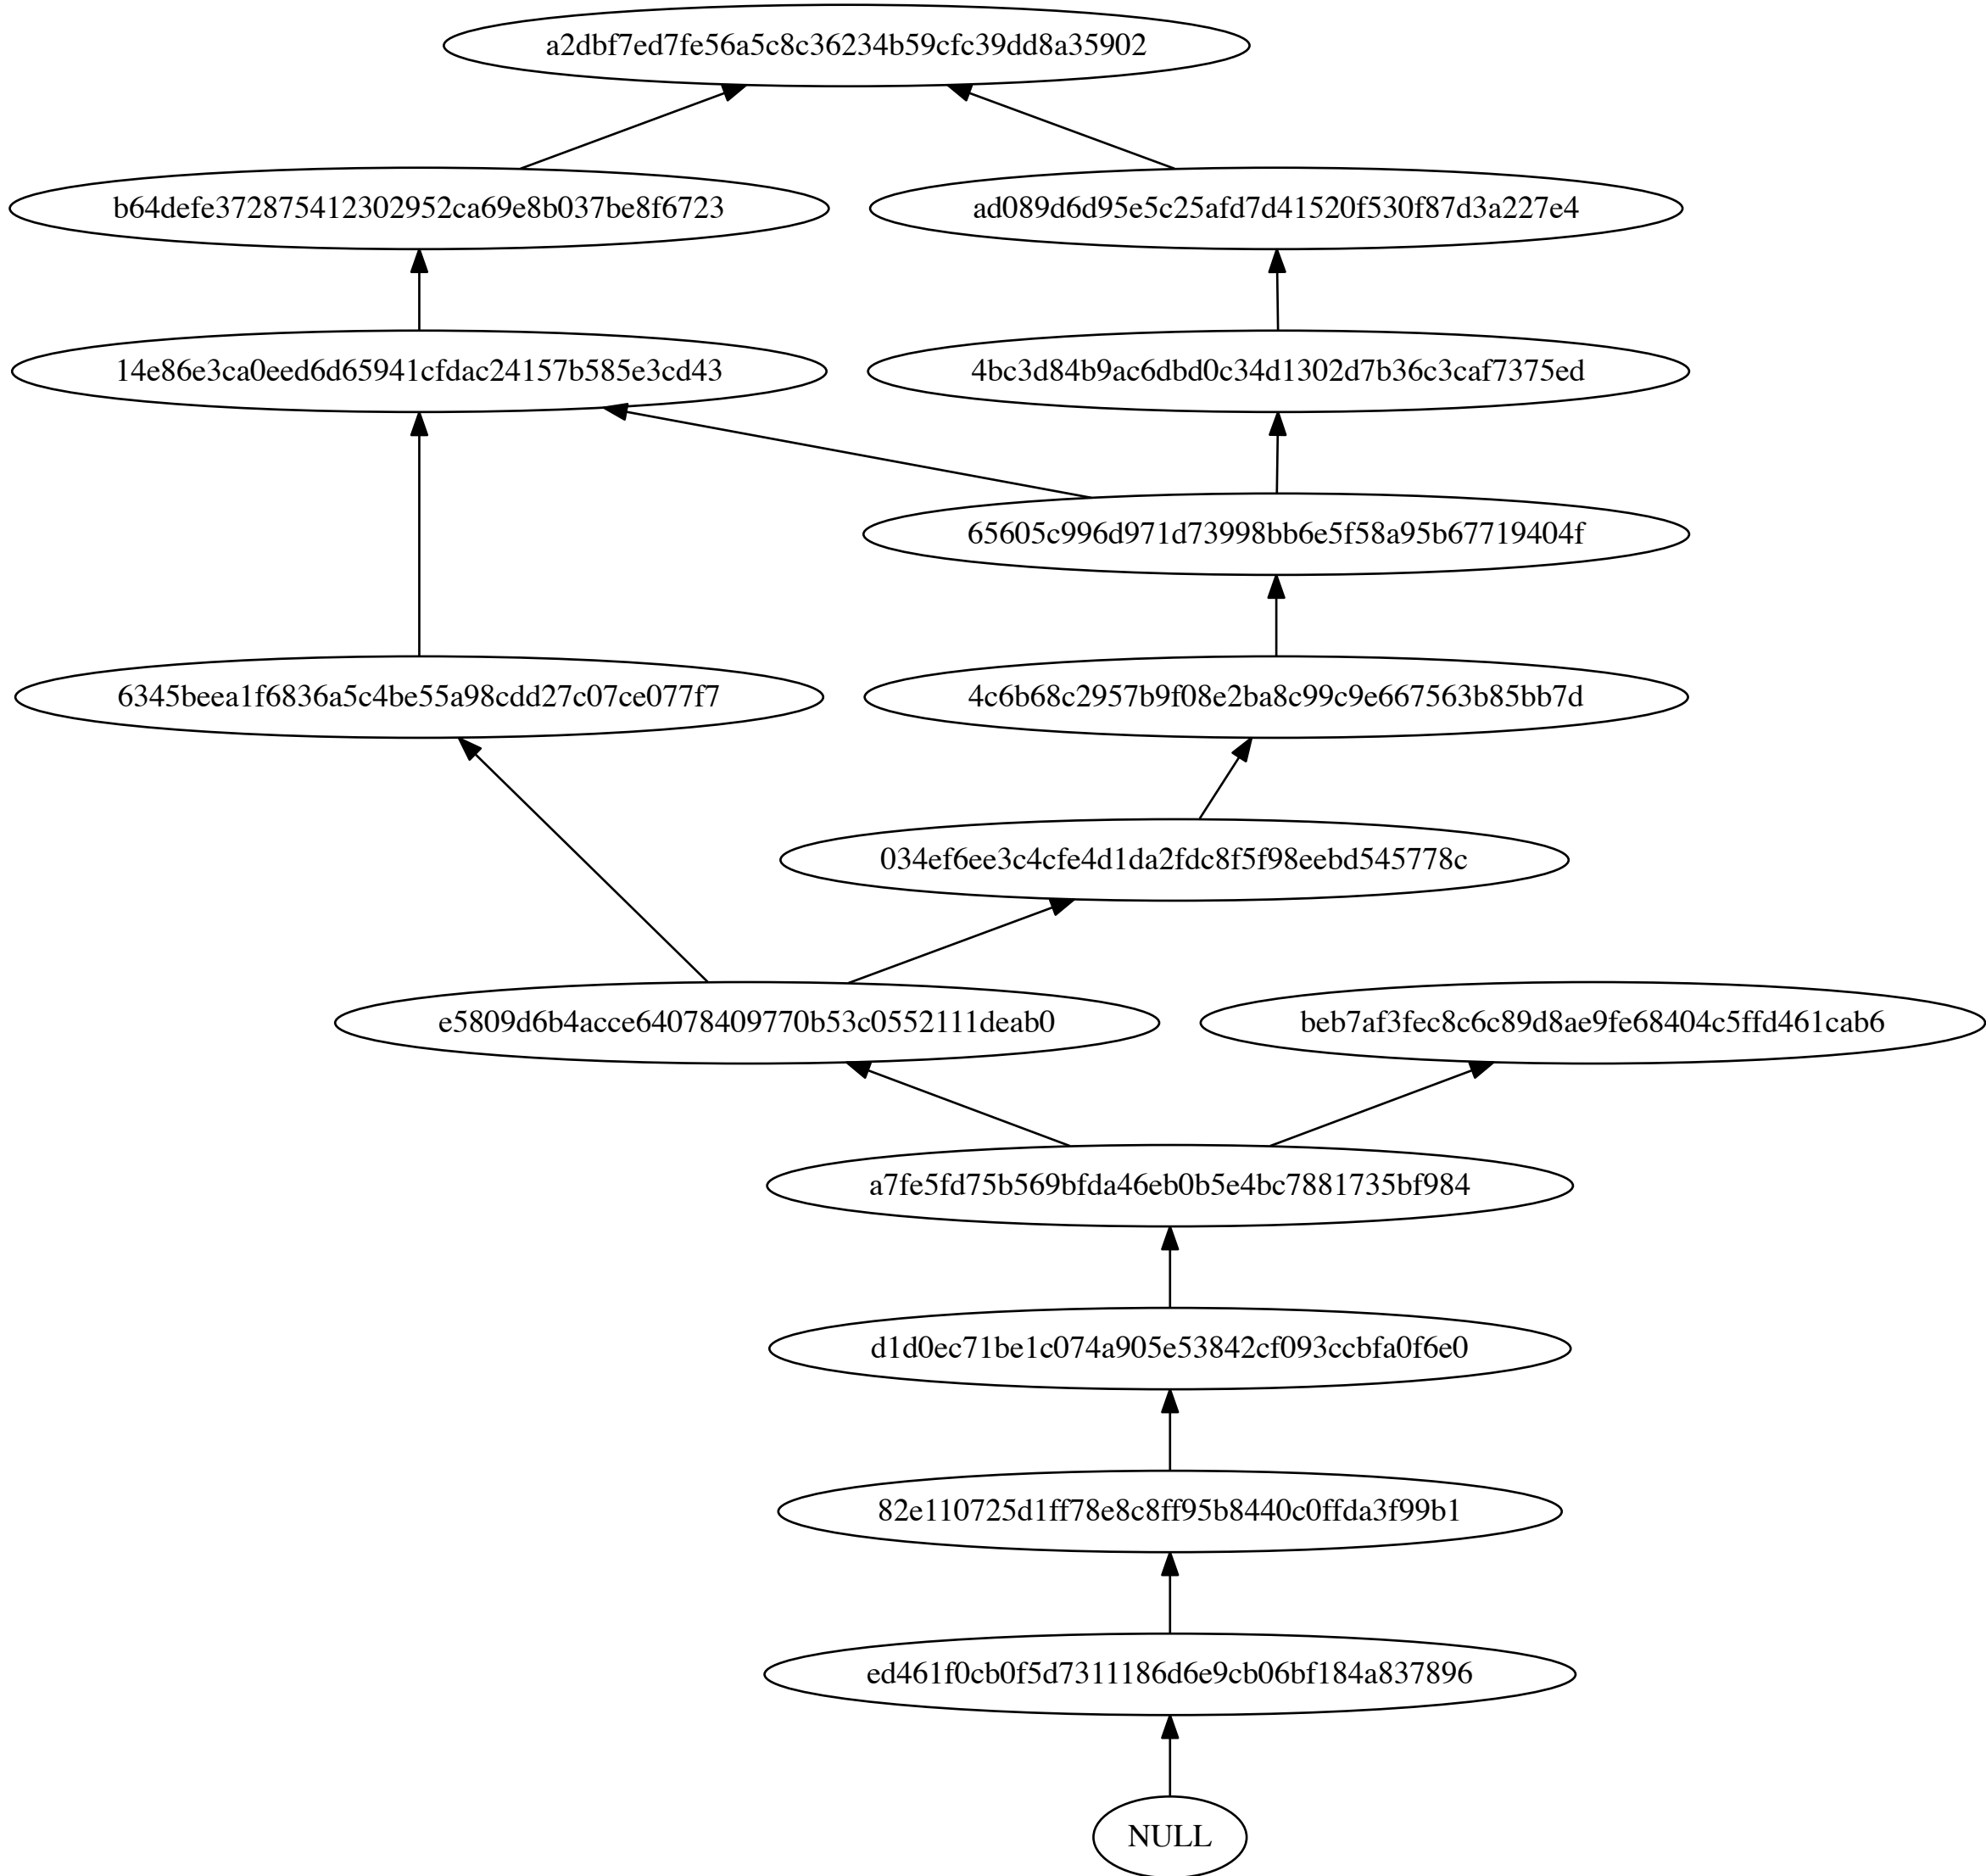 a2dbf7ed7fe56a5c8c36234b59cfc39dd8a35902
b64defe372875412302952ca69e8b037be8f6723
ad089d6d95e5c25afd7d41520f530f87d3a227e4
14e86e3ca0eed6d65941cfdac24157b585e3cd43
4bc3d84b9ac6dbd0c34d1302d7b36c3caf7375ed
65605c996d971d73998bb6e5f58a95b67719404f
6345beea1f6836a5c4be55a98cdd27c07ce077f7
4c6b68c2957b9f08e2ba8c99c9e667563b85bb7d
034ef6ee3c4cfe4d1da2fdc8f5f98eebd545778c
e5809d6b4acce64078409770b53c0552111deab0
beb7af3fec8c6c89d8ae9fe68404c5ffd461cab6
a7fe5fd75b569bfda46eb0b5e4bc7881735bf984
d1d0ec71be1c074a905e53842cf093ccbfa0f6e0
82e110725d1ff78e8c8ff95b8440c0ffda3f99b1
ed461f0cb0f5d7311186d6e9cb06bf184a837896
NULL